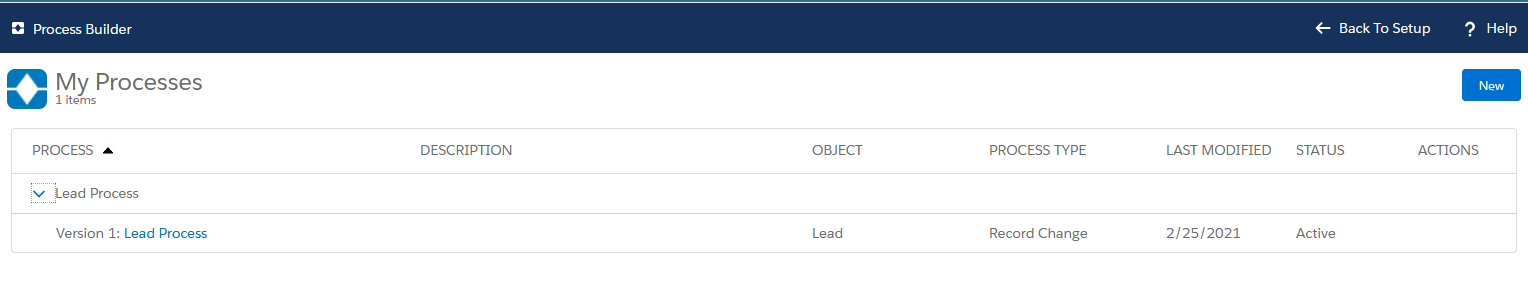 Process Builder
Back To Setup
? Help
My Processes
1 items
New
PROCESS DESCRIPTION OBJECT PROCESS TYPE LAST MODIFIED STATUS ACTIONS
Lead Process
Version 1: Lead Process Lead Record Change 2/25/2021 Active